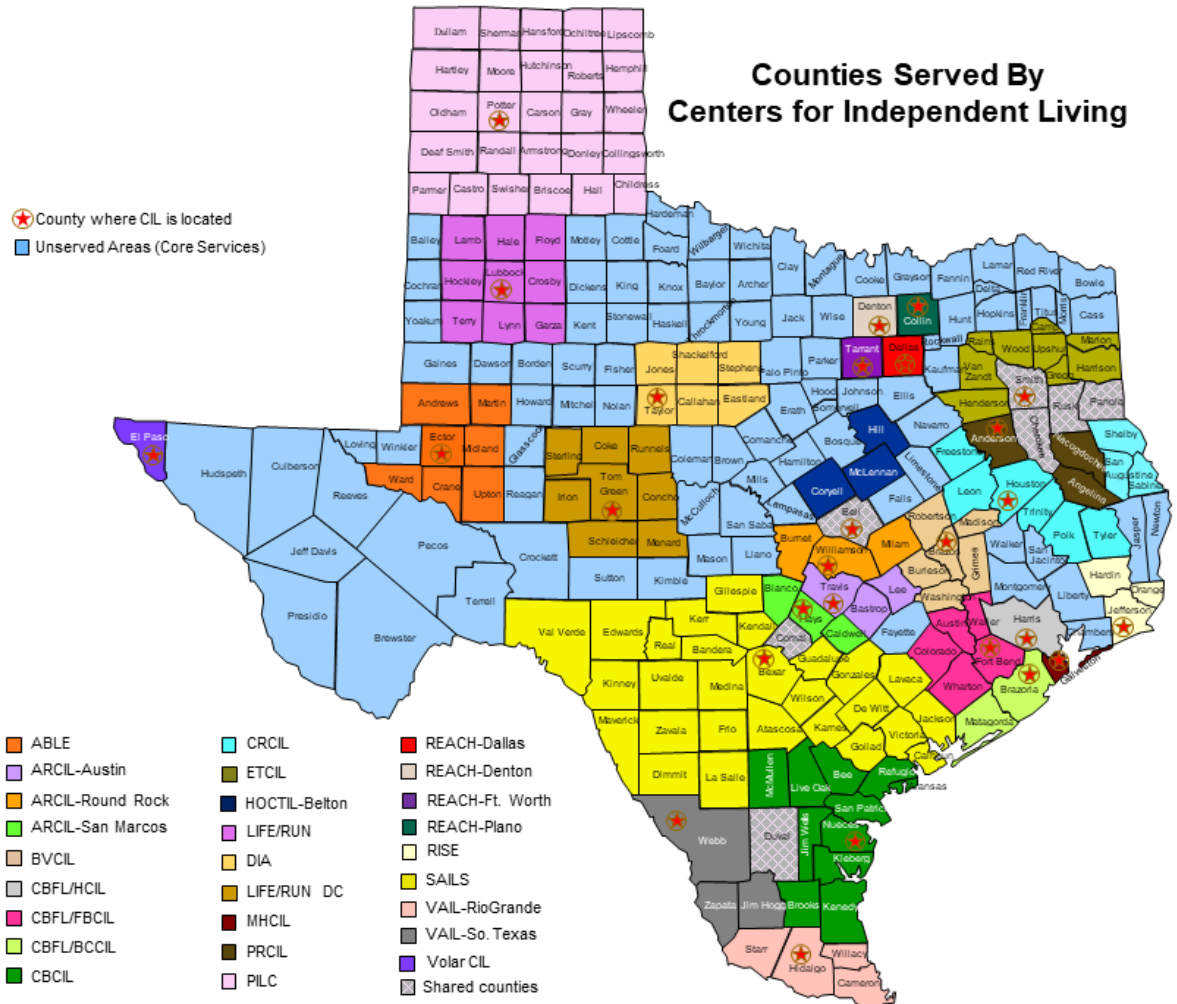 Counties Served By
Centers for Independent Living
County where CIL is located
Unserved Areas (Core Services)
Dallam Sherman Hansford Ochiltree Lipscomb
Hartley Moore Hutchinson Roberts Hemphill
Oldham Potter Carson Gray Wheeler
Deaf Smith Randall Armstrong Donley Collingsworth
Parmer Castro Swisher Briscoe Hall Childress
Hardeman
Bailey Lamb Hale Floyd Motley Cottle Foard Wilbarger Wichita
Clay Montague Cooke Grayson Fannin Lamar Red River Bowie
Delta
Cochran Hockley Lubbock Crosby Dickens King Knox Baylor Archer
Yoakum Terry Lynn Garza Kent Stonewall Haskell Throckmorton Young Jack Wise Denton Collin Hunt Hopkins Franklin Titus Morris Cass
Camp
Rockwall
Gaines Dawson Borden Scurry Fisher Jones Shackelford Stephens Palo Pinto Parker Tarrant Dallas Kaufman Rains Wood Upshur Marion
Van Zandt Gregg Harrison
Smith
Andrews Martin Howard Mitchel Nolan Taylor Callahan Eastland Erath Hood Somervell Johnson Ellis Henderson Rusk Panola
El Paso Hudspeth Culberson Loving Winkler Ector Midland Glasscock Sterling Coke Runnels Coleman Brown Comanche Bosque Hill Navarro Anderson Cherokee Nacogdoches Shelby
Reeves Ward Crane Upton Reagan Irion Tom Green Concho McCulloch Mills Hamilton McLennan Limestone Freestone San Augustine
Sabine
Coryell Falls Leon Houston Angelina
Lampasas Bell Robertson Madison Trinity
Jeff Davis Pecos Crockett Schleicher Menard San Saba Burnet Williamson Milam Brazos Walker Polk Tyler Jasper Newton
Presidio Brewster Terrell Sutton Kimble Mason Llano Burleson Grimes San Jacinto
Gillespie Blanco Travis Lee Washington Montgomery Liberty Hardin
Orange
Val Verde Edwards Kerr Kendall Hays Bastrop Austin Waller Harris Chambers Jefferson
Real Bandera Comal Caldwell Fayette Colorado Fort Bend Galveston
Kinney Uvalde Medina Bexar Guadalupe Gonzales Lavaca Wharton Brazoria
Wilson De Witt Matagorda
Maverick Zavala Frio Atascosa Karnes Jackson
Victoria
Goliad Calhoun
Dimmit La Salle McMullen Live Oak Bee Refugio
San Patric
Webb Duval Jim Wells Nueces
Kleberg
Zapata Jim Hogg Brooks Kenedy
Starr Hidalgo Willacy
Cameron
ABLE
ARCIL-Austin
ARCIL-Round Rock
ARCIL-San Marcos
BVCIL
CBFL/HCIL
CBFL/FBCIL
CBFL/BCCIL
CBCIL
CRCIL
ETCIL
HOCTIL-Belton
LIFE/RUN
DIA
LIFE/RUN DC
MHCIL
PRCIL
PILC
REACH-Dallas
REACH-Denton
REACH-Ft. Worth
REACH-Plano
RISE
SAILS
VAIL-RioGrande
VAIL-So. Texas
Volar CIL
Shared counties